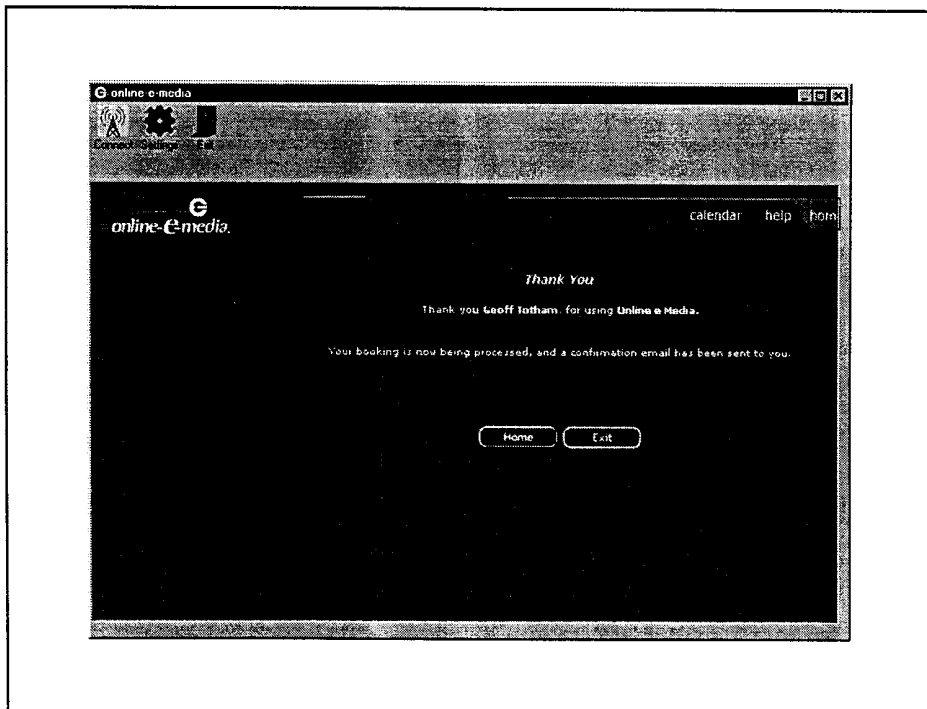 online-e-media
Connect Settings Exit
online-e-media.
calendar help hom
Thank You
Thank you Geoff Totham, for using Online e Media.
Your booking is now being processed, and a confirmation email has been sent to you.
Home Exit